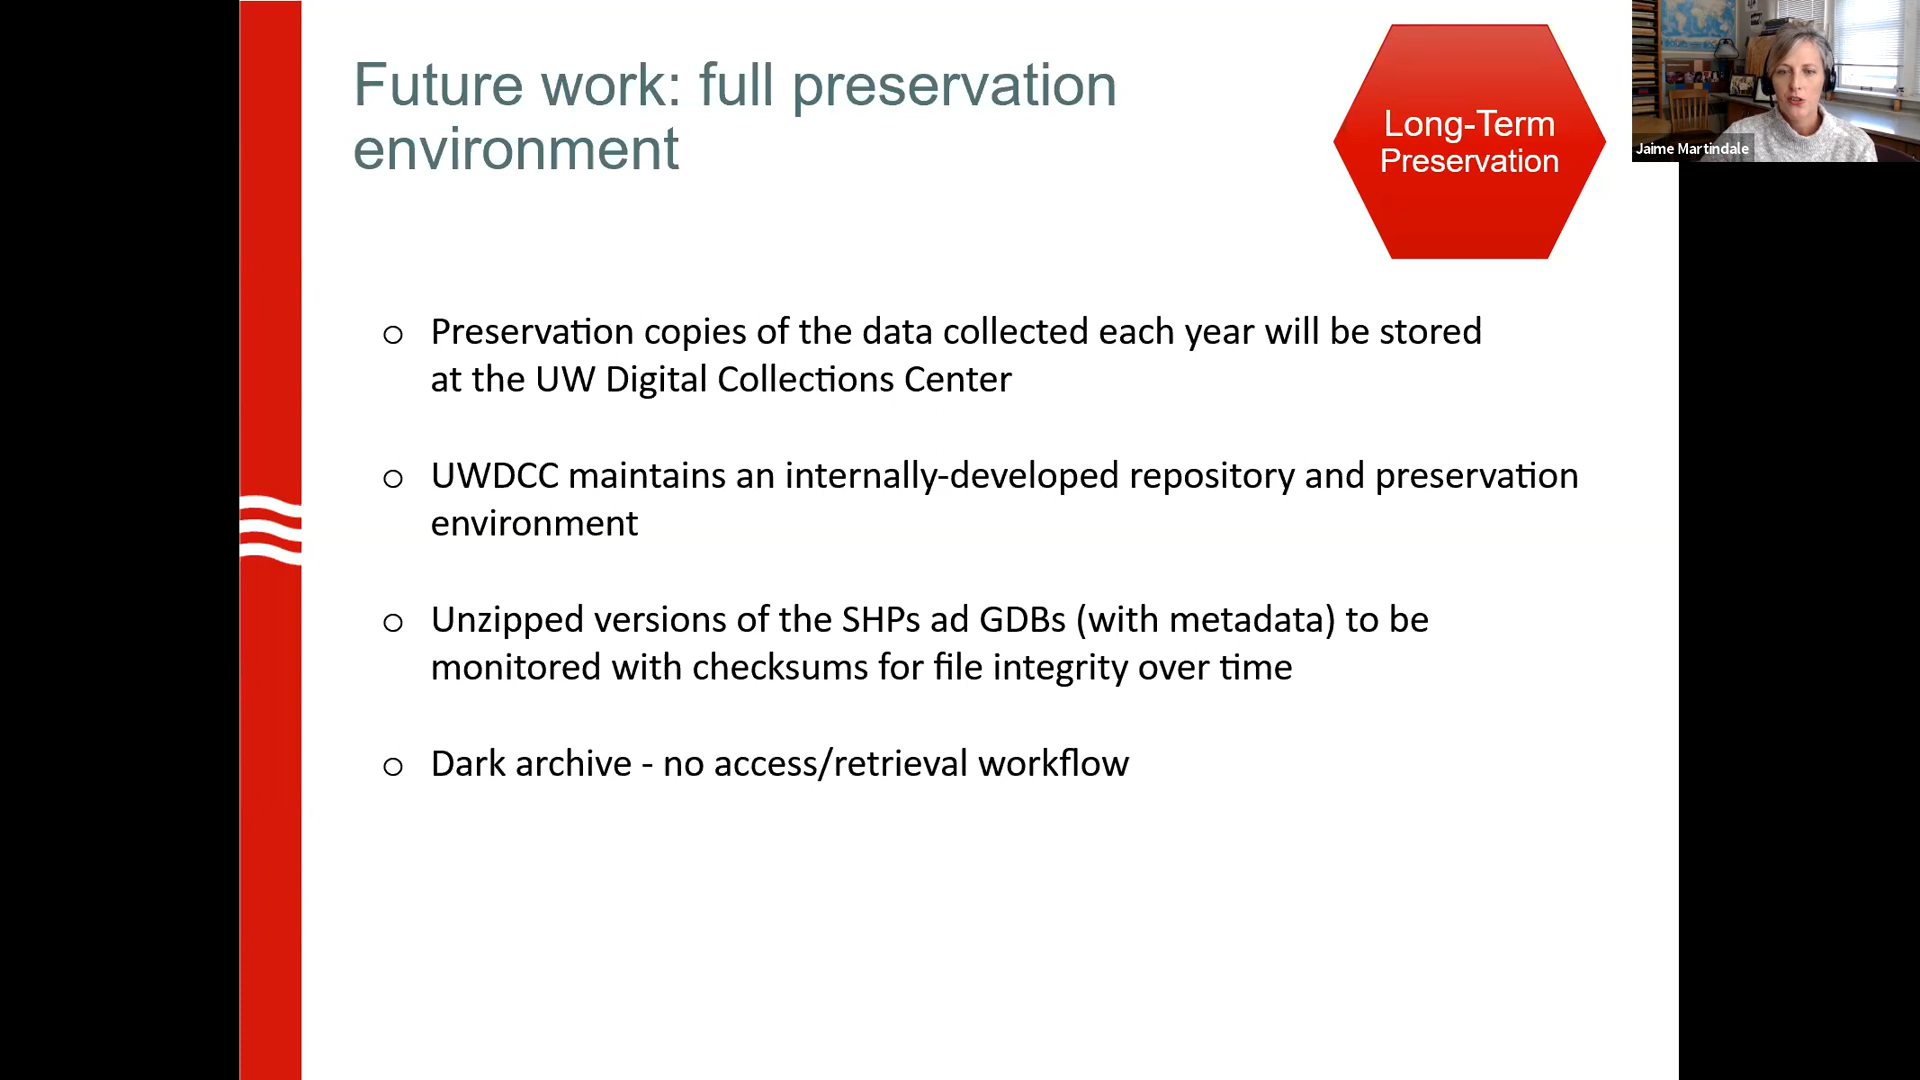 Future work: full preservation
environment
Long-Term
Preservation
Jaime Martindale
o Preservation copies of the data collected each year will be stored
at the UW Digital Collections Center
o UWDCC maintains an internally-developed repository and preservation
environment
o Unzipped versions of the SHPs ad GDBs (with metadata) to be
monitored with checksums for file integrity over time
o Dark archive - no access/retrieval workflow